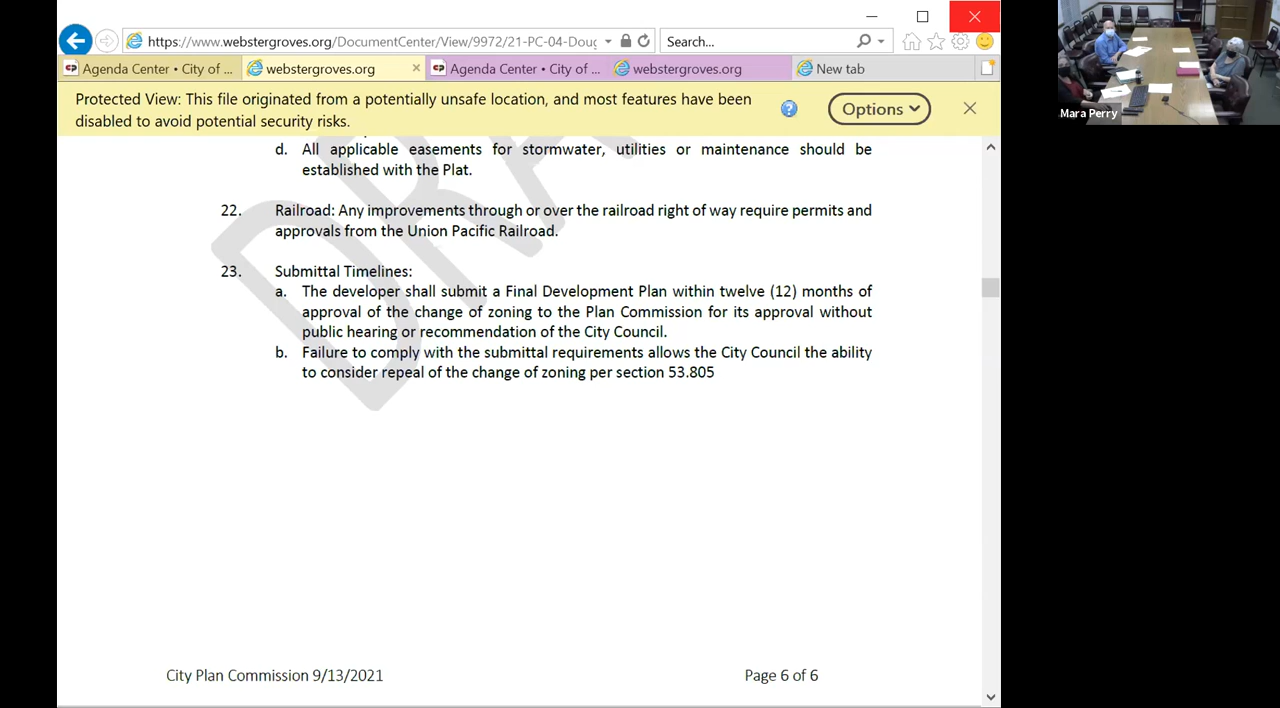 https://www.webstergroves.org/DocumentCenter/View/9972/21-PC-04-Doug
Search...
Agenda Center • City of ...
webstergroves.org
Agenda Center • City of ...
webstergroves.org
New tab
Protected View: This file originated from a potentially unsafe location, and most features have been
disabled to avoid potential security risks.
Options
Mara Perry
d. All applicable easements for stormwater, utilities or maintenance should be
established with the Plat.
22. Railroad: Any improvements through or over the railroad right of way require permits and
approvals from the Union Pacific Railroad.
23. Submittal Timelines:
a. The developer shall submit a Final Development Plan within twelve (12) months of
approval of the change of zoning to the Plan Commission for its approval without
public hearing or recommendation of the City Council.
b. Failure to comply with the submittal requirements allows the City Council the ability
to consider repeal of the change of zoning per section 53.805
City Plan Commission 9/13/2021
Page 6 of 6